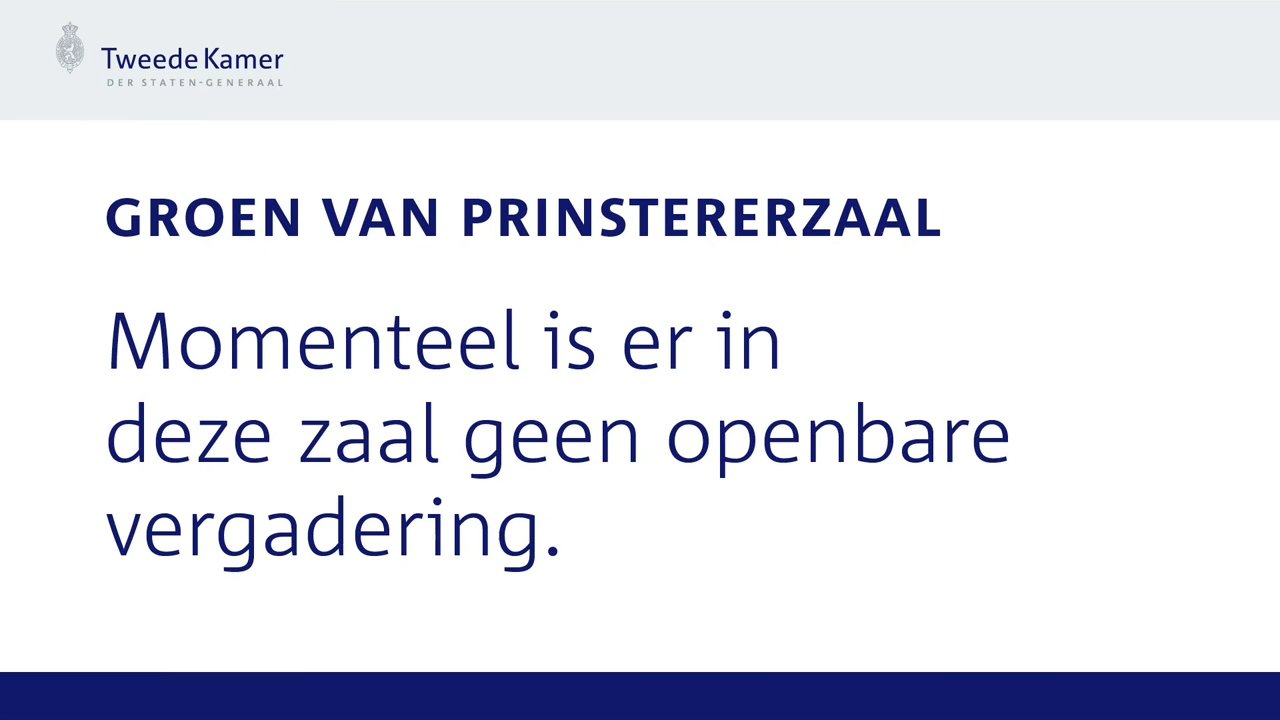 Tweede Kamer
DER STATEN-GENERAAL
GROEN VAN PRINSTERERZAAL
Momenteel is er in
deze zaal geen openbare
vergadering.